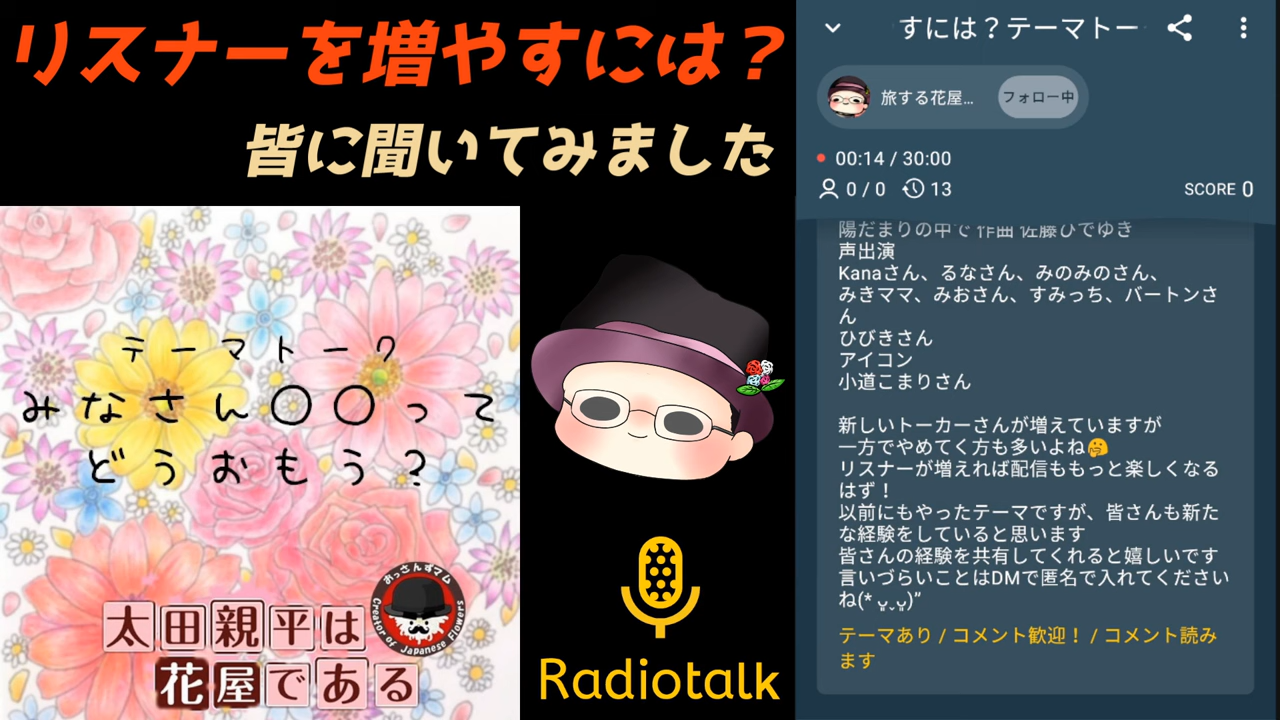 リスナーを増やすには？
皆に聞いてみました
テーマトーク
みなさん〇〇って
どうおもう？
おっさんずマム
Creator of Japanese Flowers
太田親平は
花屋である
Radiotalk
すには？テーマトー
旅する花屋...
フォロー中
00:14 / 30:00
0 / 0 13
SCORE 0
陽だまりの中で 作曲 佐藤ひでゆき
声出演
Kanaさん、るなさん、みのみのさん、
みきママ、みおさん、すみっち、バートンさ
ん
ひびきさん
アイコン
小道こまりさん
新しいトーカーさんが増えていますが
一方でやめてく方も多いよね🤔
リスナーが増えれば配信ももっと楽しくなる
はず！
以前にもやったテーマですが、皆さんも新た
な経験をしていると思います
皆さんの経験を共有してくれると嬉しいです
言いづらいことはDMで匿名で入れてください
ね(* ᴗ͈ˬᴗ͈)”
テーマあり / コメント歓迎！ / コメント読み
ます